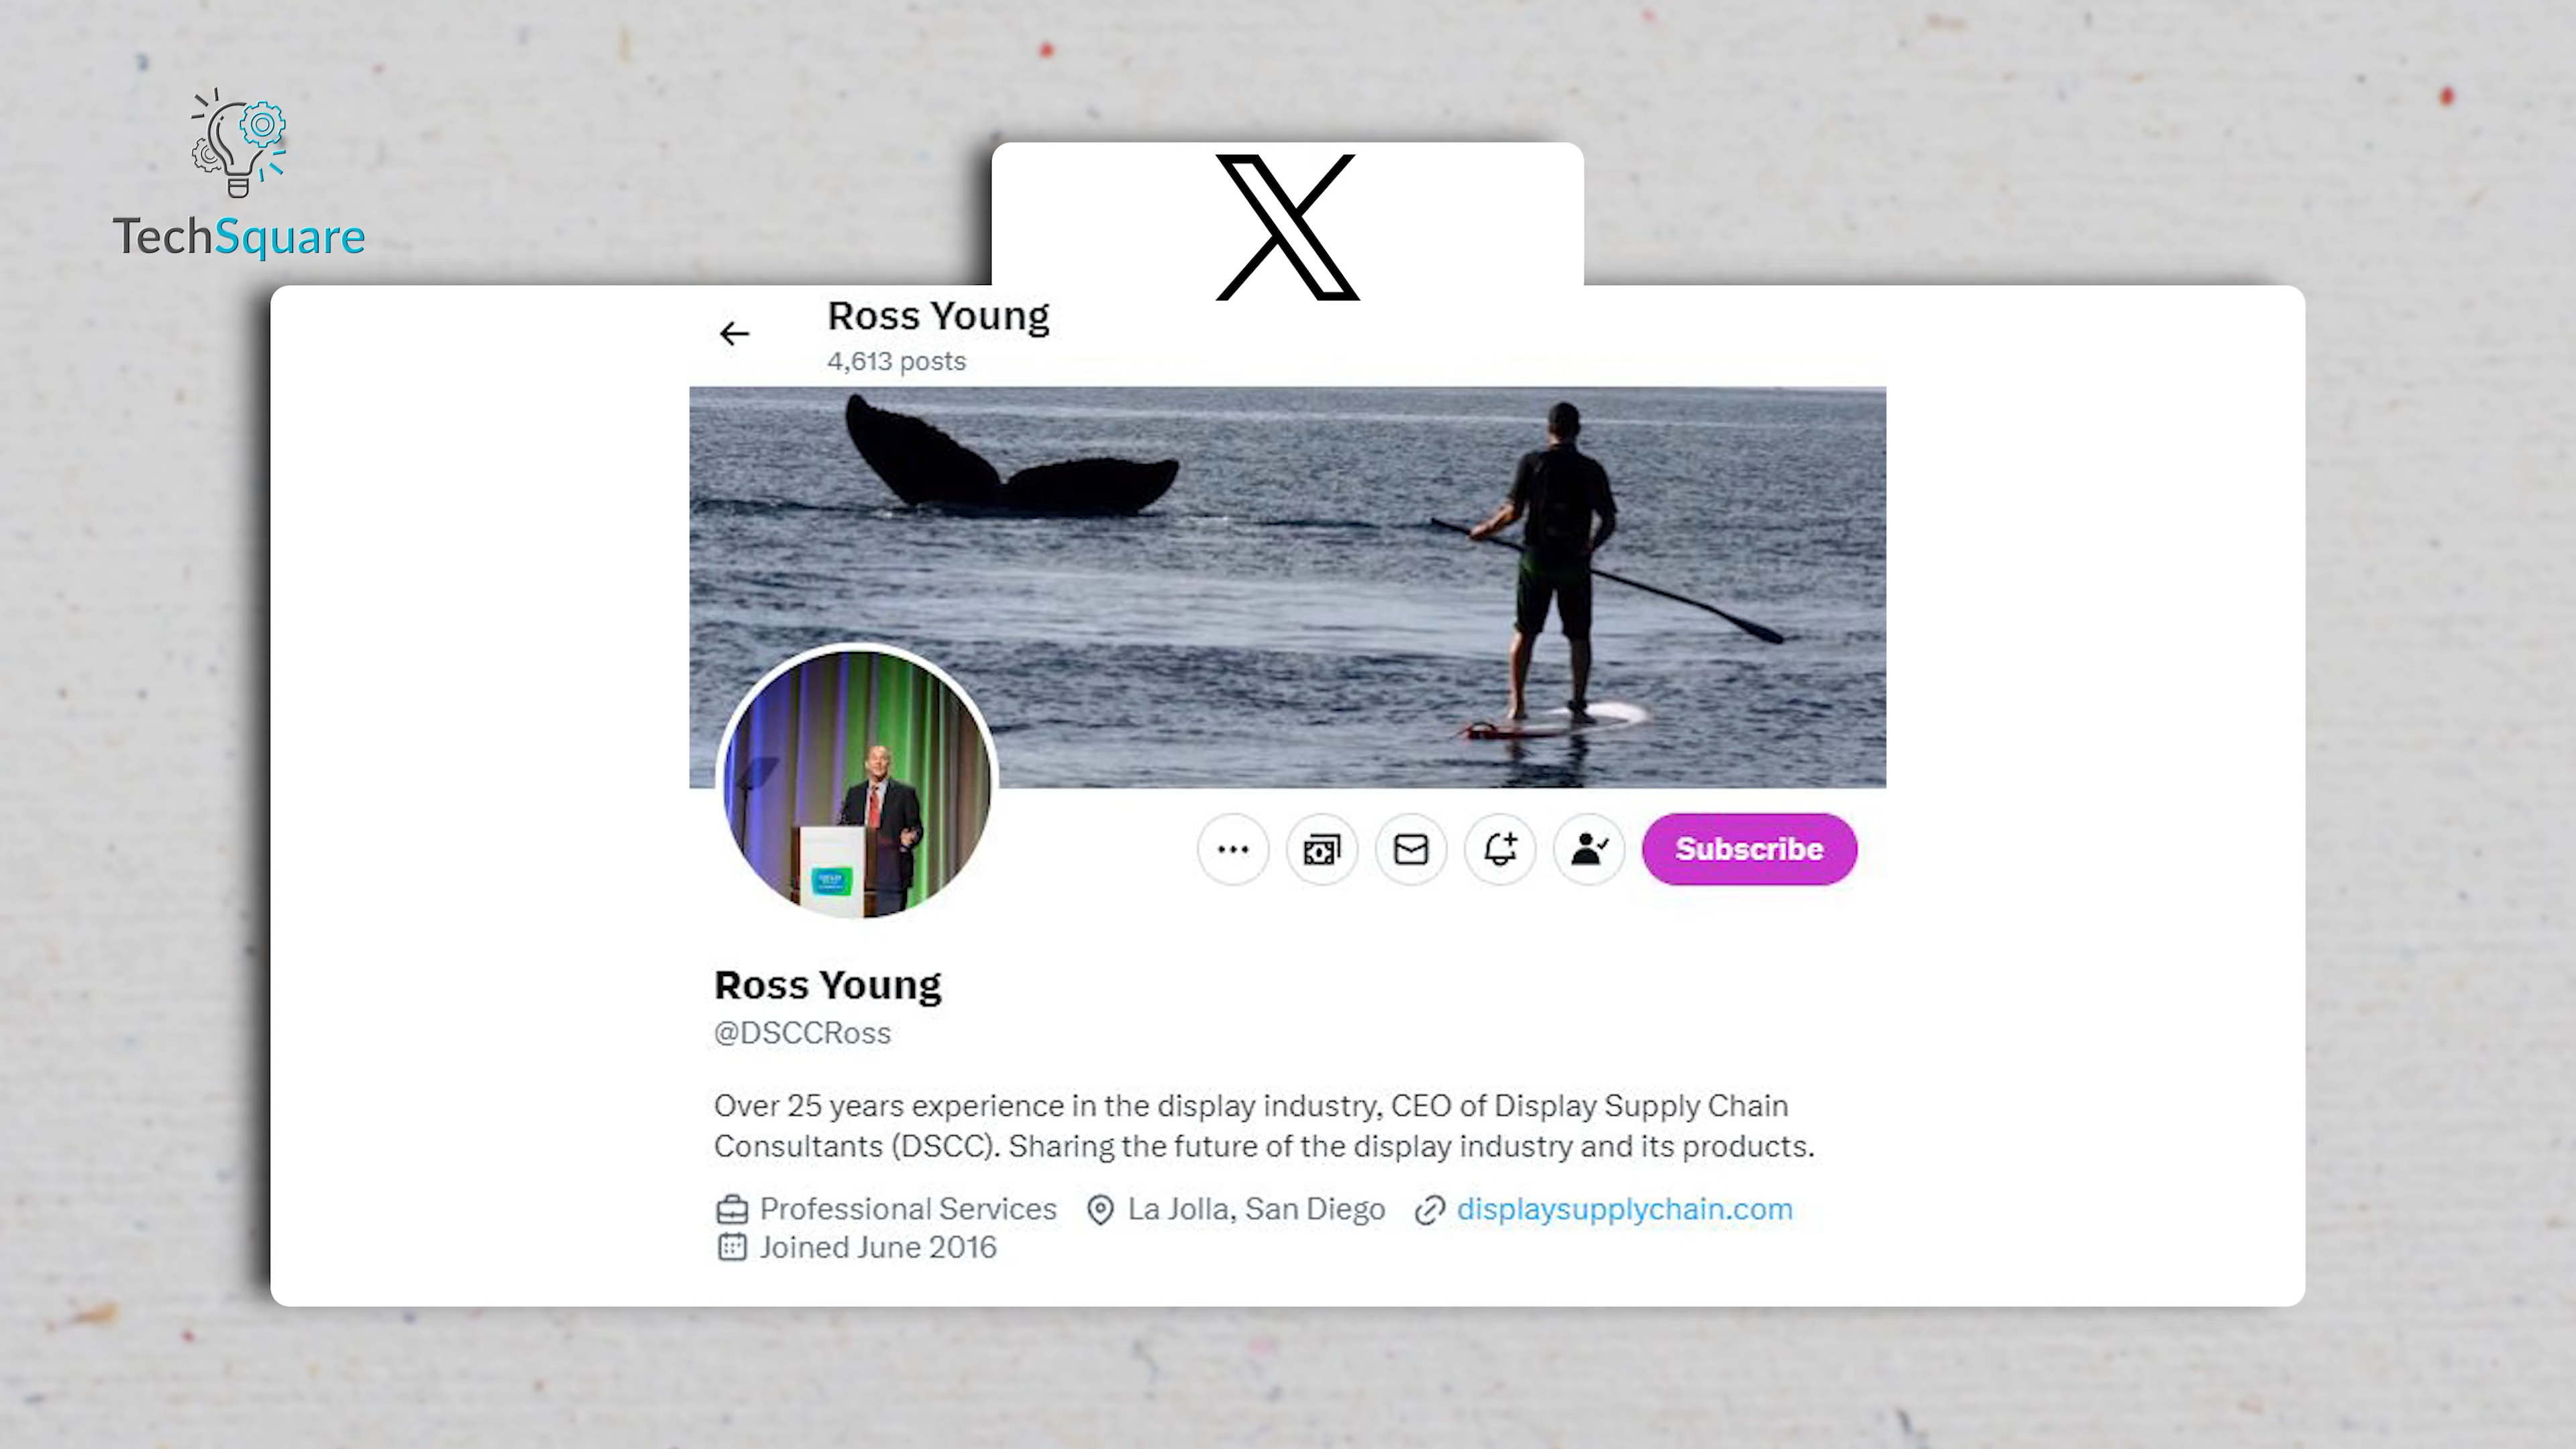 TechSquare
Ross Young
4,613 posts
Subscribe
Ross Young
@DSCCRoss
Over 25 years experience in the display industry, CEO of Display Supply Chain
Consultants (DSCC). Sharing the future of the display industry and its products.
Professional Services La Jolla, San Diego displaysupplychain.com
Joined June 2016